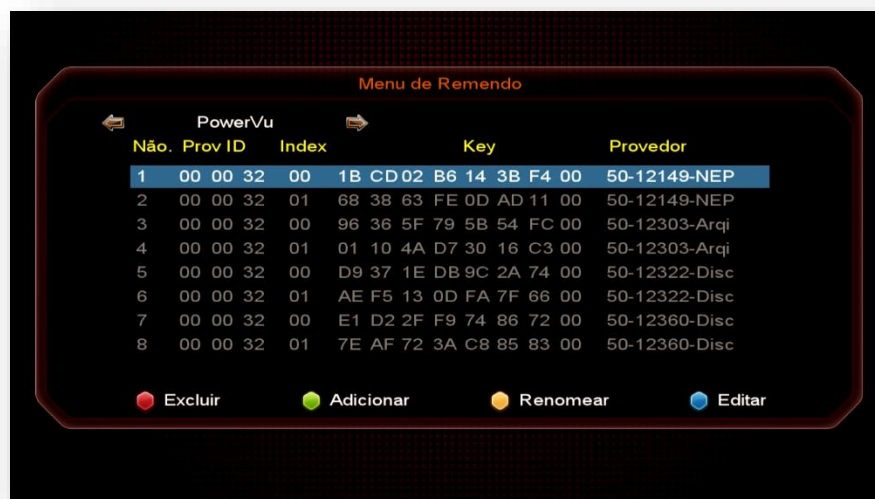 Menu de Remendo
PowerVu
Não. Prov ID Index Key Provedor
1 00 00 32 00 1B CD 02 B6 14 3B F4 00 50-12149-NEP
2 00 00 32 01 68 38 63 FE 0D AD 11 00 50-12149-NEP
3 00 00 32 00 96 36 5F 79 5B 54 FC 00 50-12303-Arqi
4 00 00 32 01 01 10 4A D7 30 16 C3 00 50-12303-Arqi
5 00 00 32 00 D9 37 1E DB 9C 2A 74 00 50-12322-Disc
6 00 00 32 01 AE F5 13 0D FA 7F 66 00 50-12322-Disc
7 00 00 32 00 E1 D2 2F F9 74 86 72 00 50-12360-Disc
8 00 00 32 01 7E AF 72 3A C8 85 83 00 50-12360-Disc
Excluir Adicionar Renomear Editar